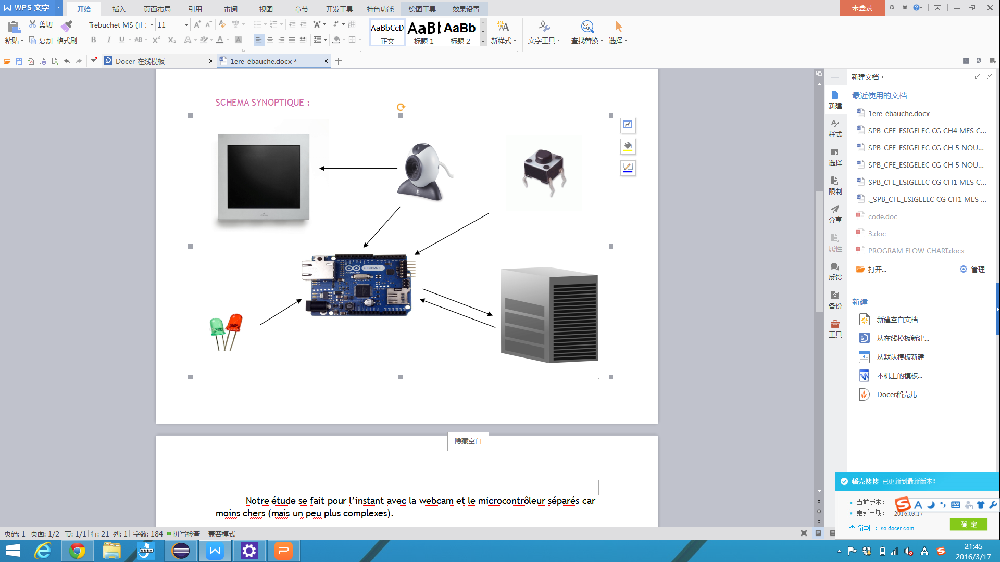 WPS 文字
开始 插入 页面布局 引用 审阅 视图 章节 开发工具 特色功能 绘图工具 效果设置
未登录
粘贴
剪切
复制
格式刷
Trebuchet MS (正文 11
AaBbCcD
正文
AaBb
标题 1
AaBb
标题 2
新样式
文字工具
查找替换
选择
Docer-在线模板
1ere_ébauche.docx *
SCHEMA SYNOPTIQUE :
ARDUINO
ETHERNET
隐藏空白
Notre étude se fait pour l’instant avec la webcam et le microcontrôleur séparés car
moins chers (mais un peu plus complexes).
新建
样式
选择
限制
分享
属性
反馈
备份
工具
新建文档
最近使用的文档
1ere_ébauche.docx
SPB_CFE_ESIGELEC CG CH4 MES C...
SPB_CFE_ESIGELEC CG CH 5 NOU...
SPB_CFE_ESIGELEC CG CH 5 NOU...
SPB_CFE_ESIGELEC CG CH1 MES C...
._SPB_CFE_ESIGELEC CG CH1 MES ...
code.doc
3.doc
PROGRAM FLOW CHART.docx
打开...
管理
新建
新建空白文档
从在线模板新建...
从默认模板新建
本机上的模板...
Docer稻壳儿
稻壳搜搜 已更新到最新版本!
当前版本：
更新日期： 2016.03.17
查看详情：so.docer.com
确 定
页码: 1 页面: 1/2 节: 1/1 行: 21 列: 1 字数: 184 拼写检查 兼容模式
21:45
2016/3/17